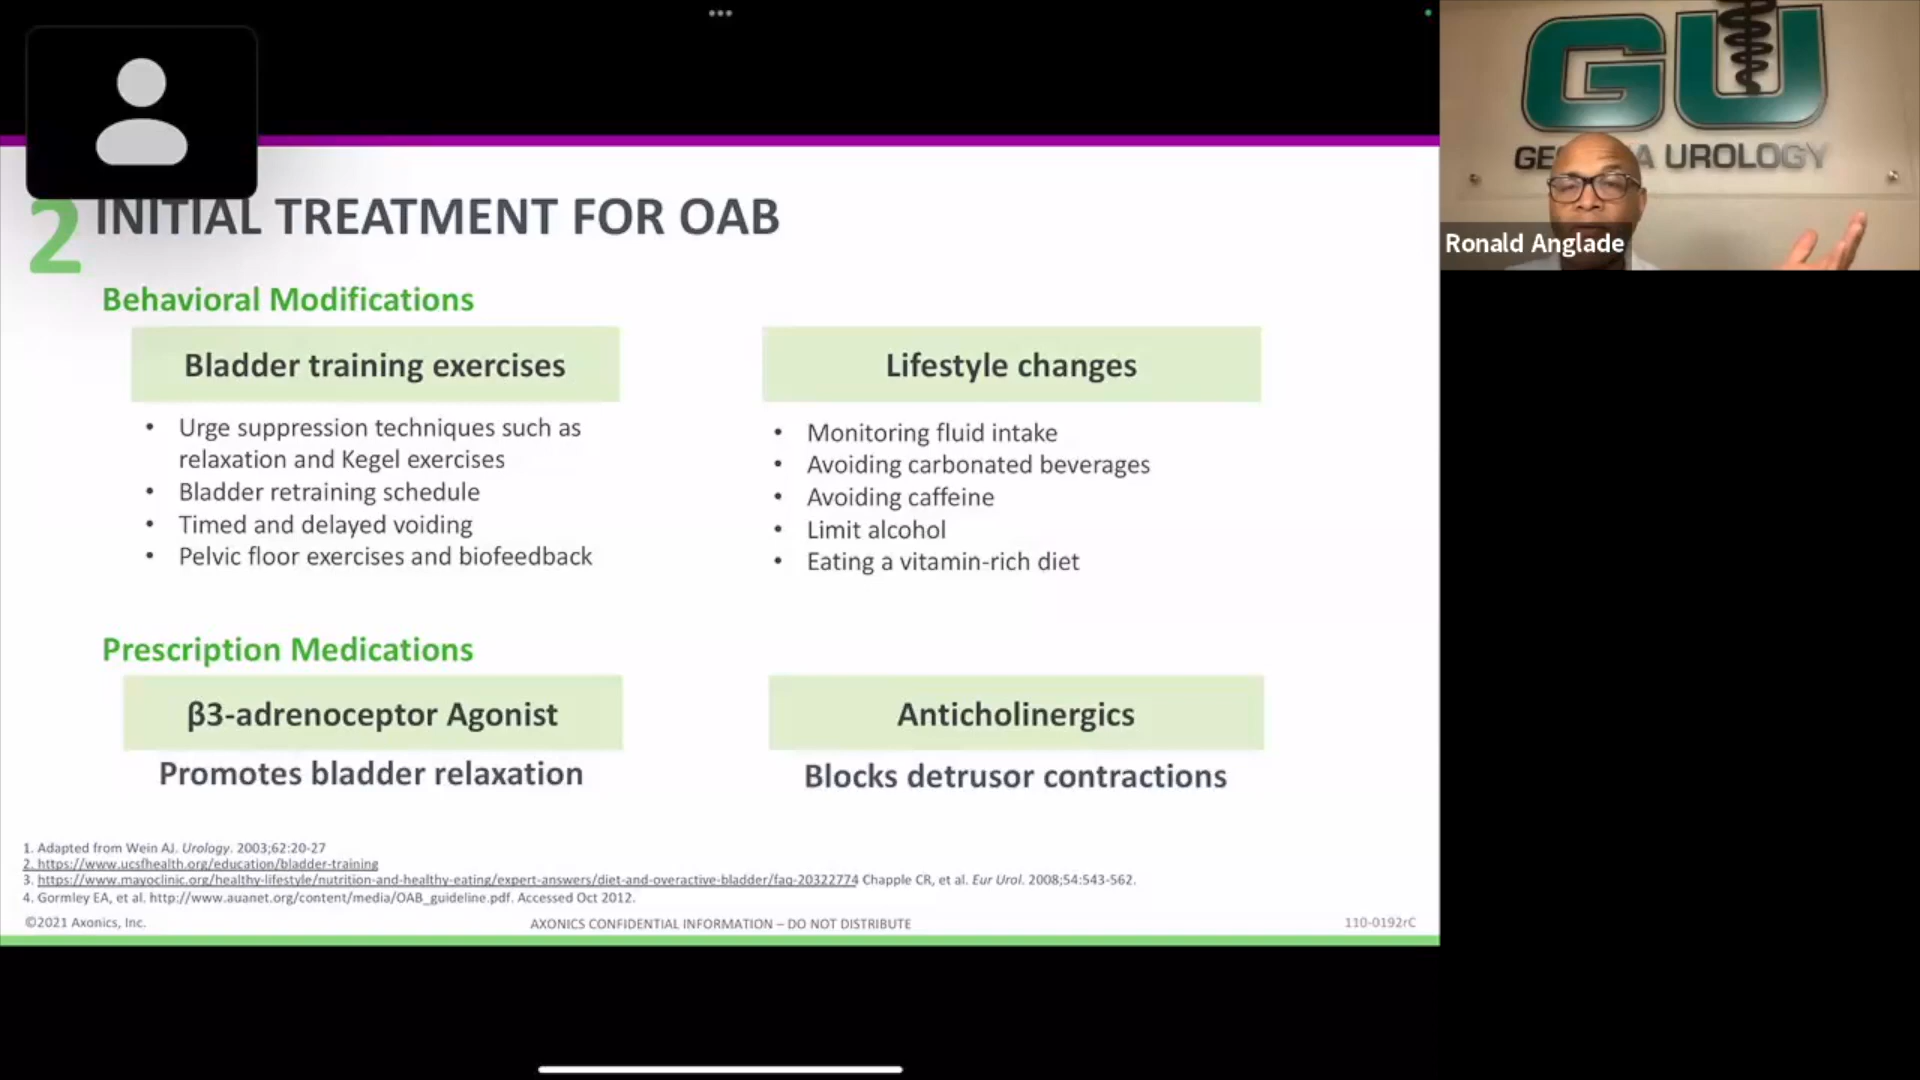 2 INITIAL TREATMENT FOR OAB
Behavioral Modifications
Bladder training exercises
• Urge suppression techniques such as
relaxation and Kegel exercises
• Bladder retraining schedule
• Timed and delayed voiding
• Pelvic floor exercises and biofeedback
Lifestyle changes
• Monitoring fluid intake
• Avoiding carbonated beverages
• Avoiding caffeine
• Limit alcohol
• Eating a vitamin-rich diet
Prescription Medications
β3-adrenoceptor Agonist
Promotes bladder relaxation
Anticholinergics
Blocks detrusor contractions
1. Adapted from Wein AJ. Urology. 2003;62:20-27
2. https://www.ucsfhealth.org/education/bladder-training
3. https://www.mayoclinic.org/healthy-lifestyle/nutrition-and-healthy-eating/expert-answers/diet-and-overactive-bladder/faq-20322774 Chapple CR, et al. Eur Urol. 2008;54:543-562.
4. Gormley EA, et al. http://www.auanet.org/content/media/OAB_guideline.pdf. Accessed Oct 2012.
©2021 Axonics, Inc.
AXONICS CONFIDENTIAL INFORMATION – DO NOT DISTRIBUTE
110-0192rC
GU
UROLOGY
Ronald Anglade